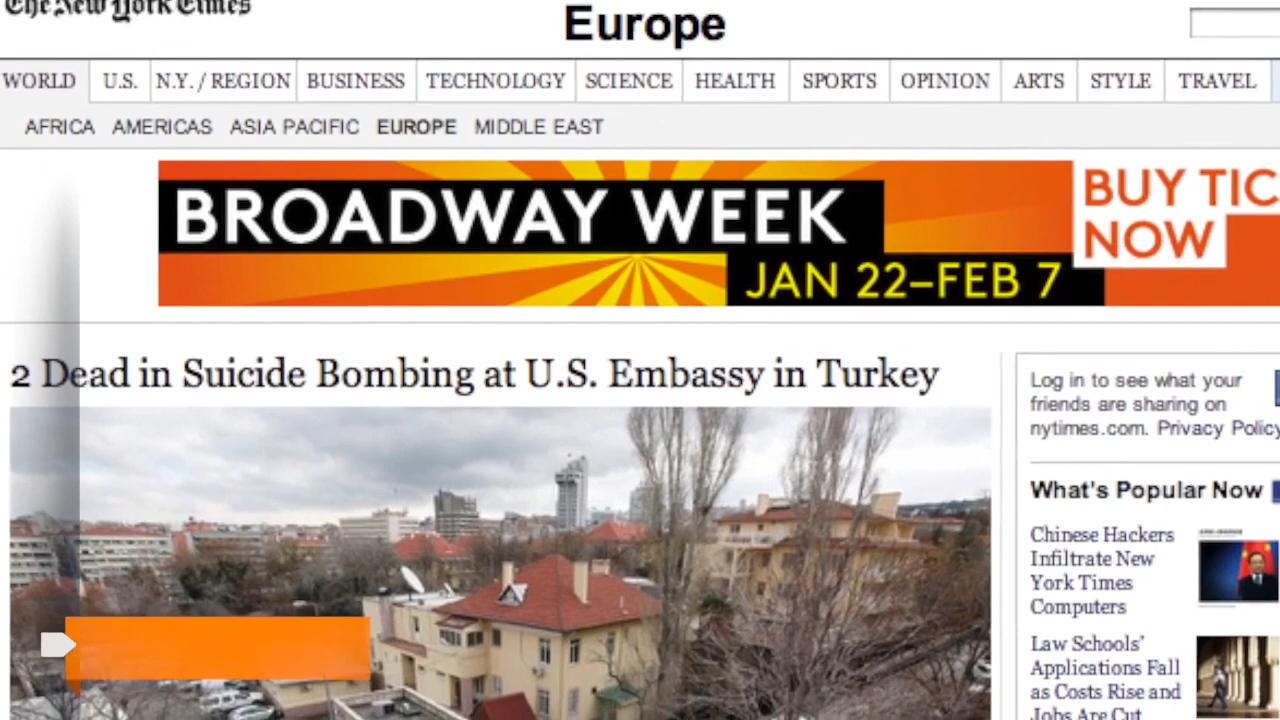 The New York Times
Europe
WORLD U.S. N.Y. / REGION BUSINESS TECHNOLOGY SCIENCE HEALTH SPORTS OPINION ARTS STYLE TRAVEL
AFRICA AMERICAS ASIA PACIFIC EUROPE MIDDLE EAST
BROADWAY WEEK
JAN 22–FEB 7
BUY TIC
NOW
2 Dead in Suicide Bombing at U.S. Embassy in Turkey
Log in to see what your
friends are sharing on
nytimes.com. Privacy Policy
What's Popular Now
Chinese Hackers
Infiltrate New
York Times
Computers
Law Schools’
Applications Fall
as Costs Rise and
Jobs Are Cut